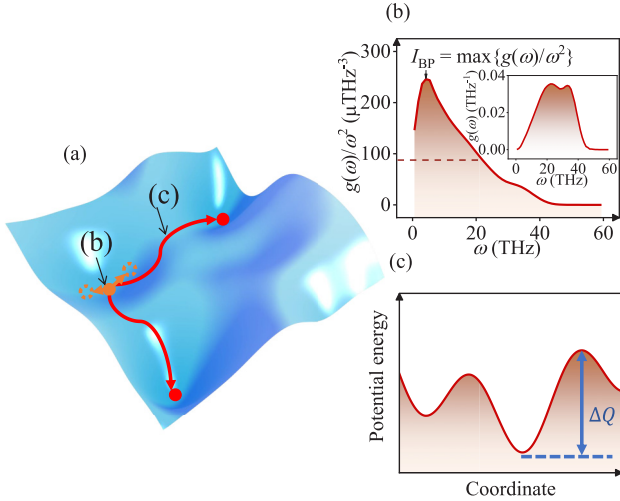 (a)
(b)
(c)
(b)
I_BP = max{g(ω)/ω²}
g(ω)/ω² (μTHz⁻³)
300
200
100
0
0
20
40
60
ω (THz)
g(ω) (THz⁻¹)
0.04
0.02
0.00
0
20
40
60
ω (THz)
(c)
Potential energy
ΔQ
Coordinate